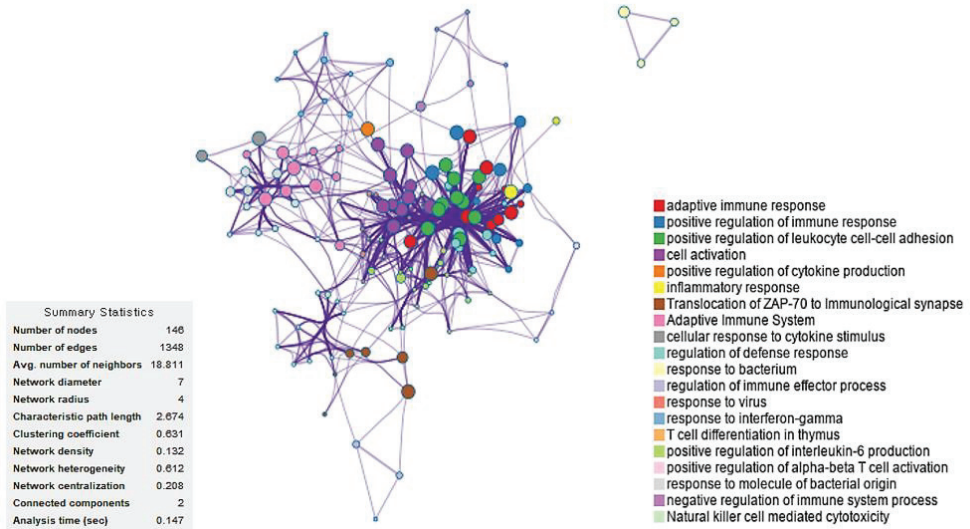 adaptive immune response
positive regulation of immune response
positive regulation of leukocyte cell-cell adhesion
cell activation
positive regulation of cytokine production
inflammatory response
Translocation of ZAP-70 to Immunological synapse
Adaptive Immune System
cellular response to cytokine stimulus
regulation of defense response
response to bacterium
regulation of immune effector process
response to virus
response to interferon-gamma
T cell differentiation in thymus
positive regulation of interleukin-6 production
positive regulation of alpha-beta T cell activation
response to molecule of bacterial origin
negative regulation of immune system process
Natural killer cell mediated cytotoxicity
Summary Statistics
Number of nodes 146
Number of edges 1348
Avg. number of neighbors 18.811
Network diameter 7
Network radius 4
Characteristic path length 2.674
Clustering coefficient 0.631
Network density 0.132
Network heterogeneity 0.612
Network centralization 0.208
Connected components 2
Analysis time (sec) 0.147